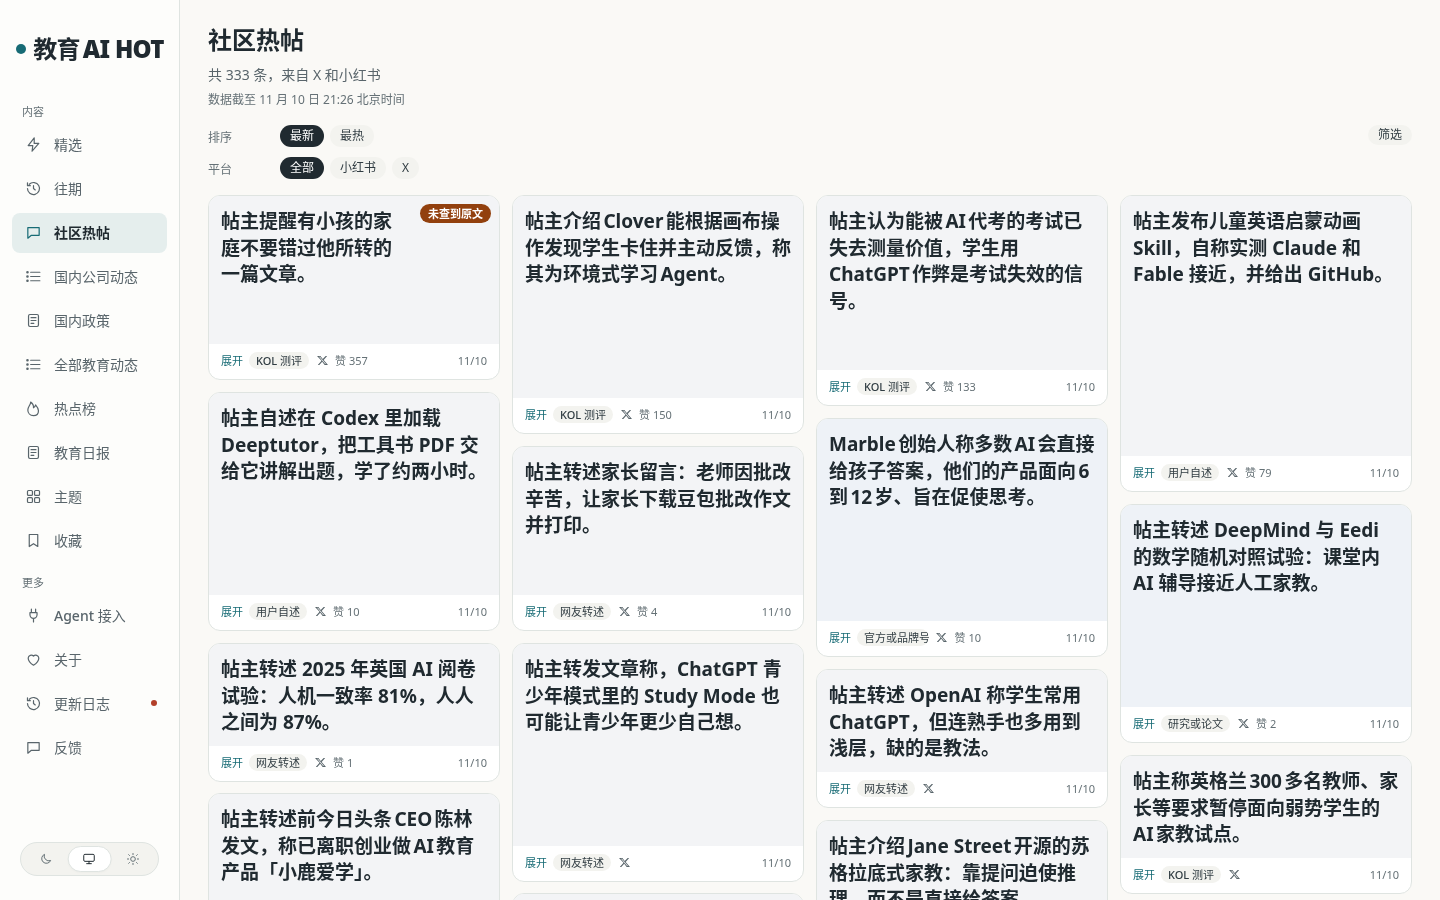 教育 AI HOT
内容
精选
往期
社区热帖
国内公司动态
国内政策
全部教育动态
热点榜
教育日报
主题
收藏
更多
Agent 接入
关于
更新日志
反馈
社区热帖
共 333 条，来自 X 和小红书
数据截至 11 月 10 日 21:26 北京时间
排序
最新
最热
筛选
平台
全部
小红书
X
帖主提醒有小孩的家
庭不要错过他所转的
一篇文章。
未查到原文
展开 KOL 测评 赞 357 11/10
帖主自述在 Codex 里加载
Deeptutor，把工具书 PDF 交
给它讲解出题，学了约两小时。
展开 用户自述 赞 10 11/10
帖主转述 2025 年英国 AI 阅卷
试验：人机一致率 81%，人人
之间为 87%。
展开 网友转述 赞 1 11/10
帖主转述前今日头条 CEO 陈林
发文，称已离职创业做 AI 教育
产品「小鹿爱学」。
帖主介绍 Clover 能根据画布操
作发现学生卡住并主动反馈，称
其为环境式学习 Agent。
展开 KOL 测评 赞 150 11/10
帖主转述家长留言：老师因批改
辛苦，让家长下载豆包批改作文
并打印。
展开 网友转述 赞 4 11/10
帖主转发文章称，ChatGPT 青
少年模式里的 Study Mode 也
可能让青少年更少自己想。
展开 网友转述 11/10
帖主认为能被 AI 代考的考试已
失去测量价值，学生用
ChatGPT 作弊是考试失效的信
号。
展开 KOL 测评 赞 133 11/10
Marble 创始人称多数 AI 会直接
给孩子答案，他们的产品面向 6
到 12 岁、旨在促使思考。
展开 官方或品牌号 赞 10 11/10
帖主转述 OpenAI 称学生常用
ChatGPT，但连熟手也多用到
浅层，缺的是教法。
展开 网友转述 11/10
帖主介绍 Jane Street 开源的苏
格拉底式家教：靠提问迫使推
理，而不是直接给答案
帖主发布儿童英语启蒙动画
Skill，自称实测 Claude 和
Fable 接近，并给出 GitHub。
展开 用户自述 赞 79 11/10
帖主转述 DeepMind 与 Eedi
的数学随机对照试验：课堂内
AI 辅导接近人工家教。
展开 研究或论文 赞 2 11/10
帖主称英格兰 300 多名教师、家
长等要求暂停面向弱势学生的
AI 家教试点。
展开 KOL 测评 11/10